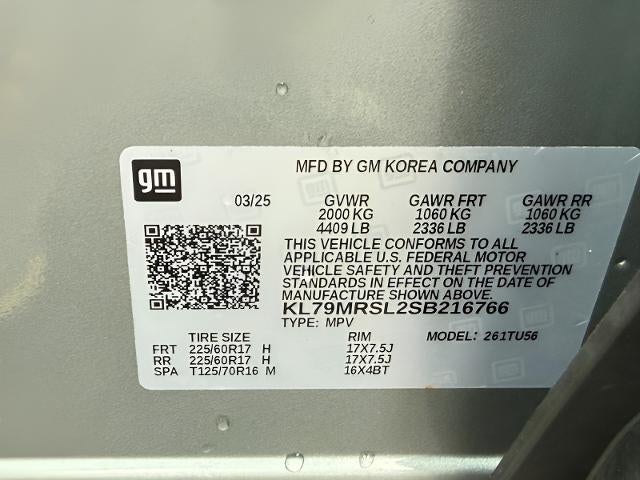 gm
MFD BY GM KOREA COMPANY
03/25 GVWR GAWR FRT GAWR RR
2000 KG 1060 KG 1060 KG
4409 LB 2336 LB 2336 LB
THIS VEHICLE CONFORMS TO ALL
APPLICABLE U.S. FEDERAL MOTOR
VEHICLE SAFETY AND THEFT PREVENTION
STANDARDS IN EFFECT ON THE DATE OF
MANUFACTURE SHOWN ABOVE.
KL79MRSL2SB216766
TYPE: MPV MODEL: 261TU56
TIRE SIZE RIM
FRT 225/60R17 H 17X7.5J
RR 225/60R17 H 17X7.5J
SPA T125/70R16 M 16X4BT